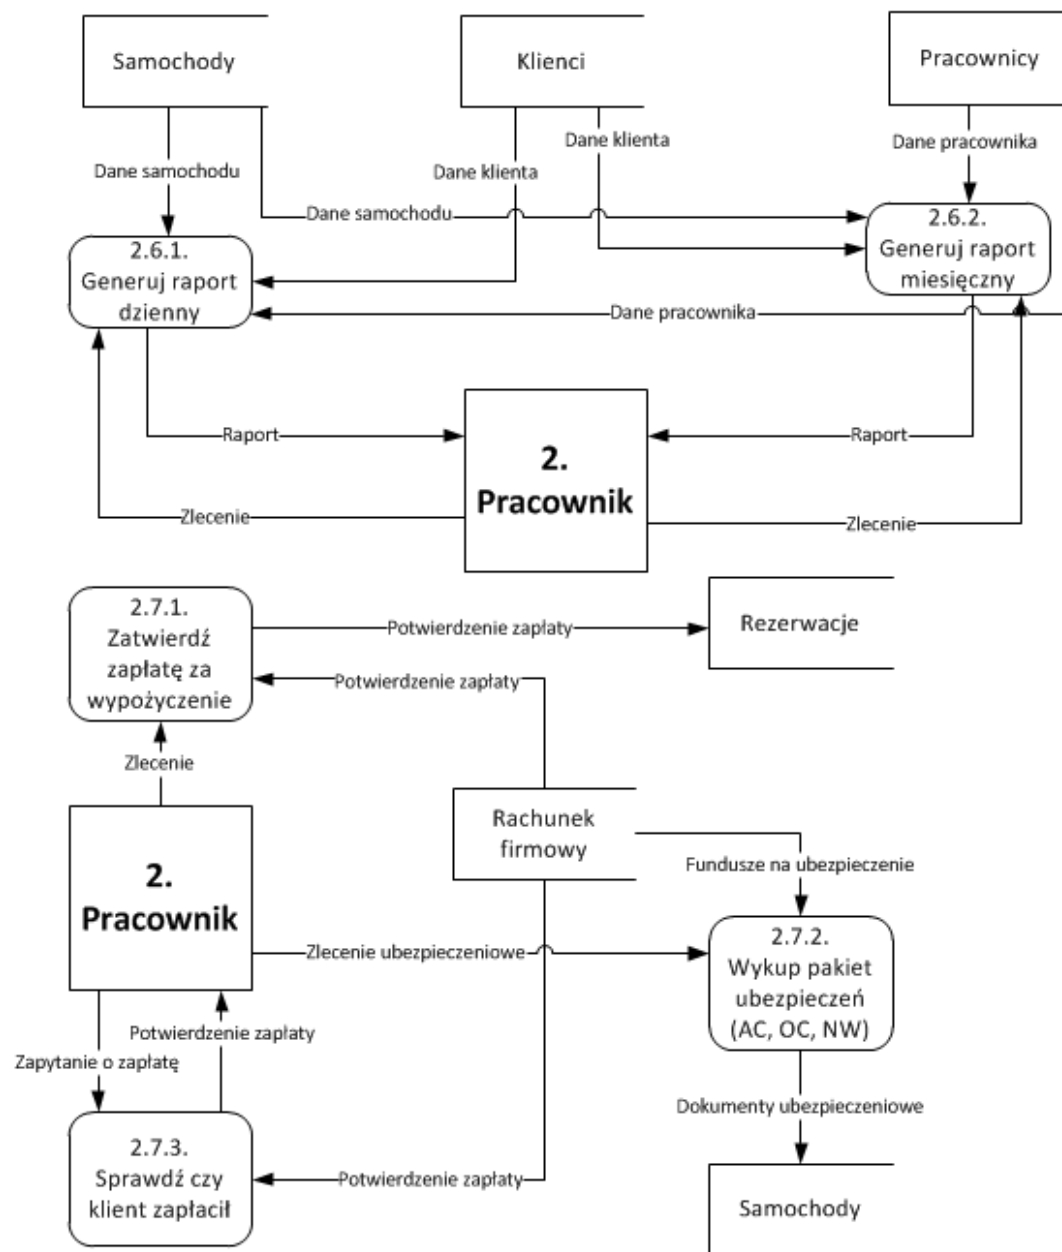 Samochody
Klienci
Pracownicy
Dane klienta
Dane pracownika
Dane samochodu
Dane klienta
Dane samochodu
2.6.1.
Generuj raport
dzienny
2.6.2.
Generuj raport
miesięczny
Dane pracownika
Raport
Raport
2.
Pracownik
Zlecenie
Zlecenie
2.7.1.
Zatwierdź
zapłatę za
wypożyczenie
Potwierdzenie zapłaty
Rezerwacje
Potwierdzenie zapłaty
Zlecenie
Rachunek
firmowy
2.
Pracownik
Fundusze na ubezpieczenie
Zlecenie ubezpieczeniowe
2.7.2.
Wykup pakiet
ubezpieczeń
(AC, OC, NW)
Potwierdzenie zapłaty
Zapytanie o zapłatę
Dokumenty ubezpieczeniowe
2.7.3.
Sprawdź czy
klient zapłacił
Potwierdzenie zapłaty
Samochody